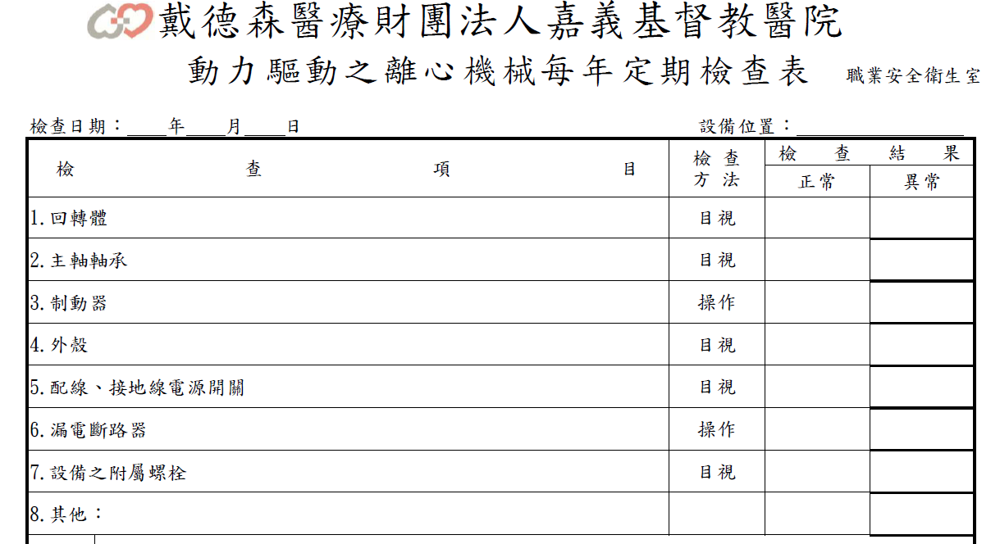 戴德森醫療財團法人嘉義基督教醫院
動力驅動之離心機械每年定期檢查表 職業安全衛生室
檢查日期：____年____月____日 設備位置：________________
檢查項目 檢查方法 檢查結果
正常 異常
1.回轉體 目視
2.主軸軸承 目視
3.制動器 操作
4.外殼 目視
5.配線、接地線電源開關 目視
6.漏電斷路器 操作
7.設備之附屬螺栓 目視
8.其他：